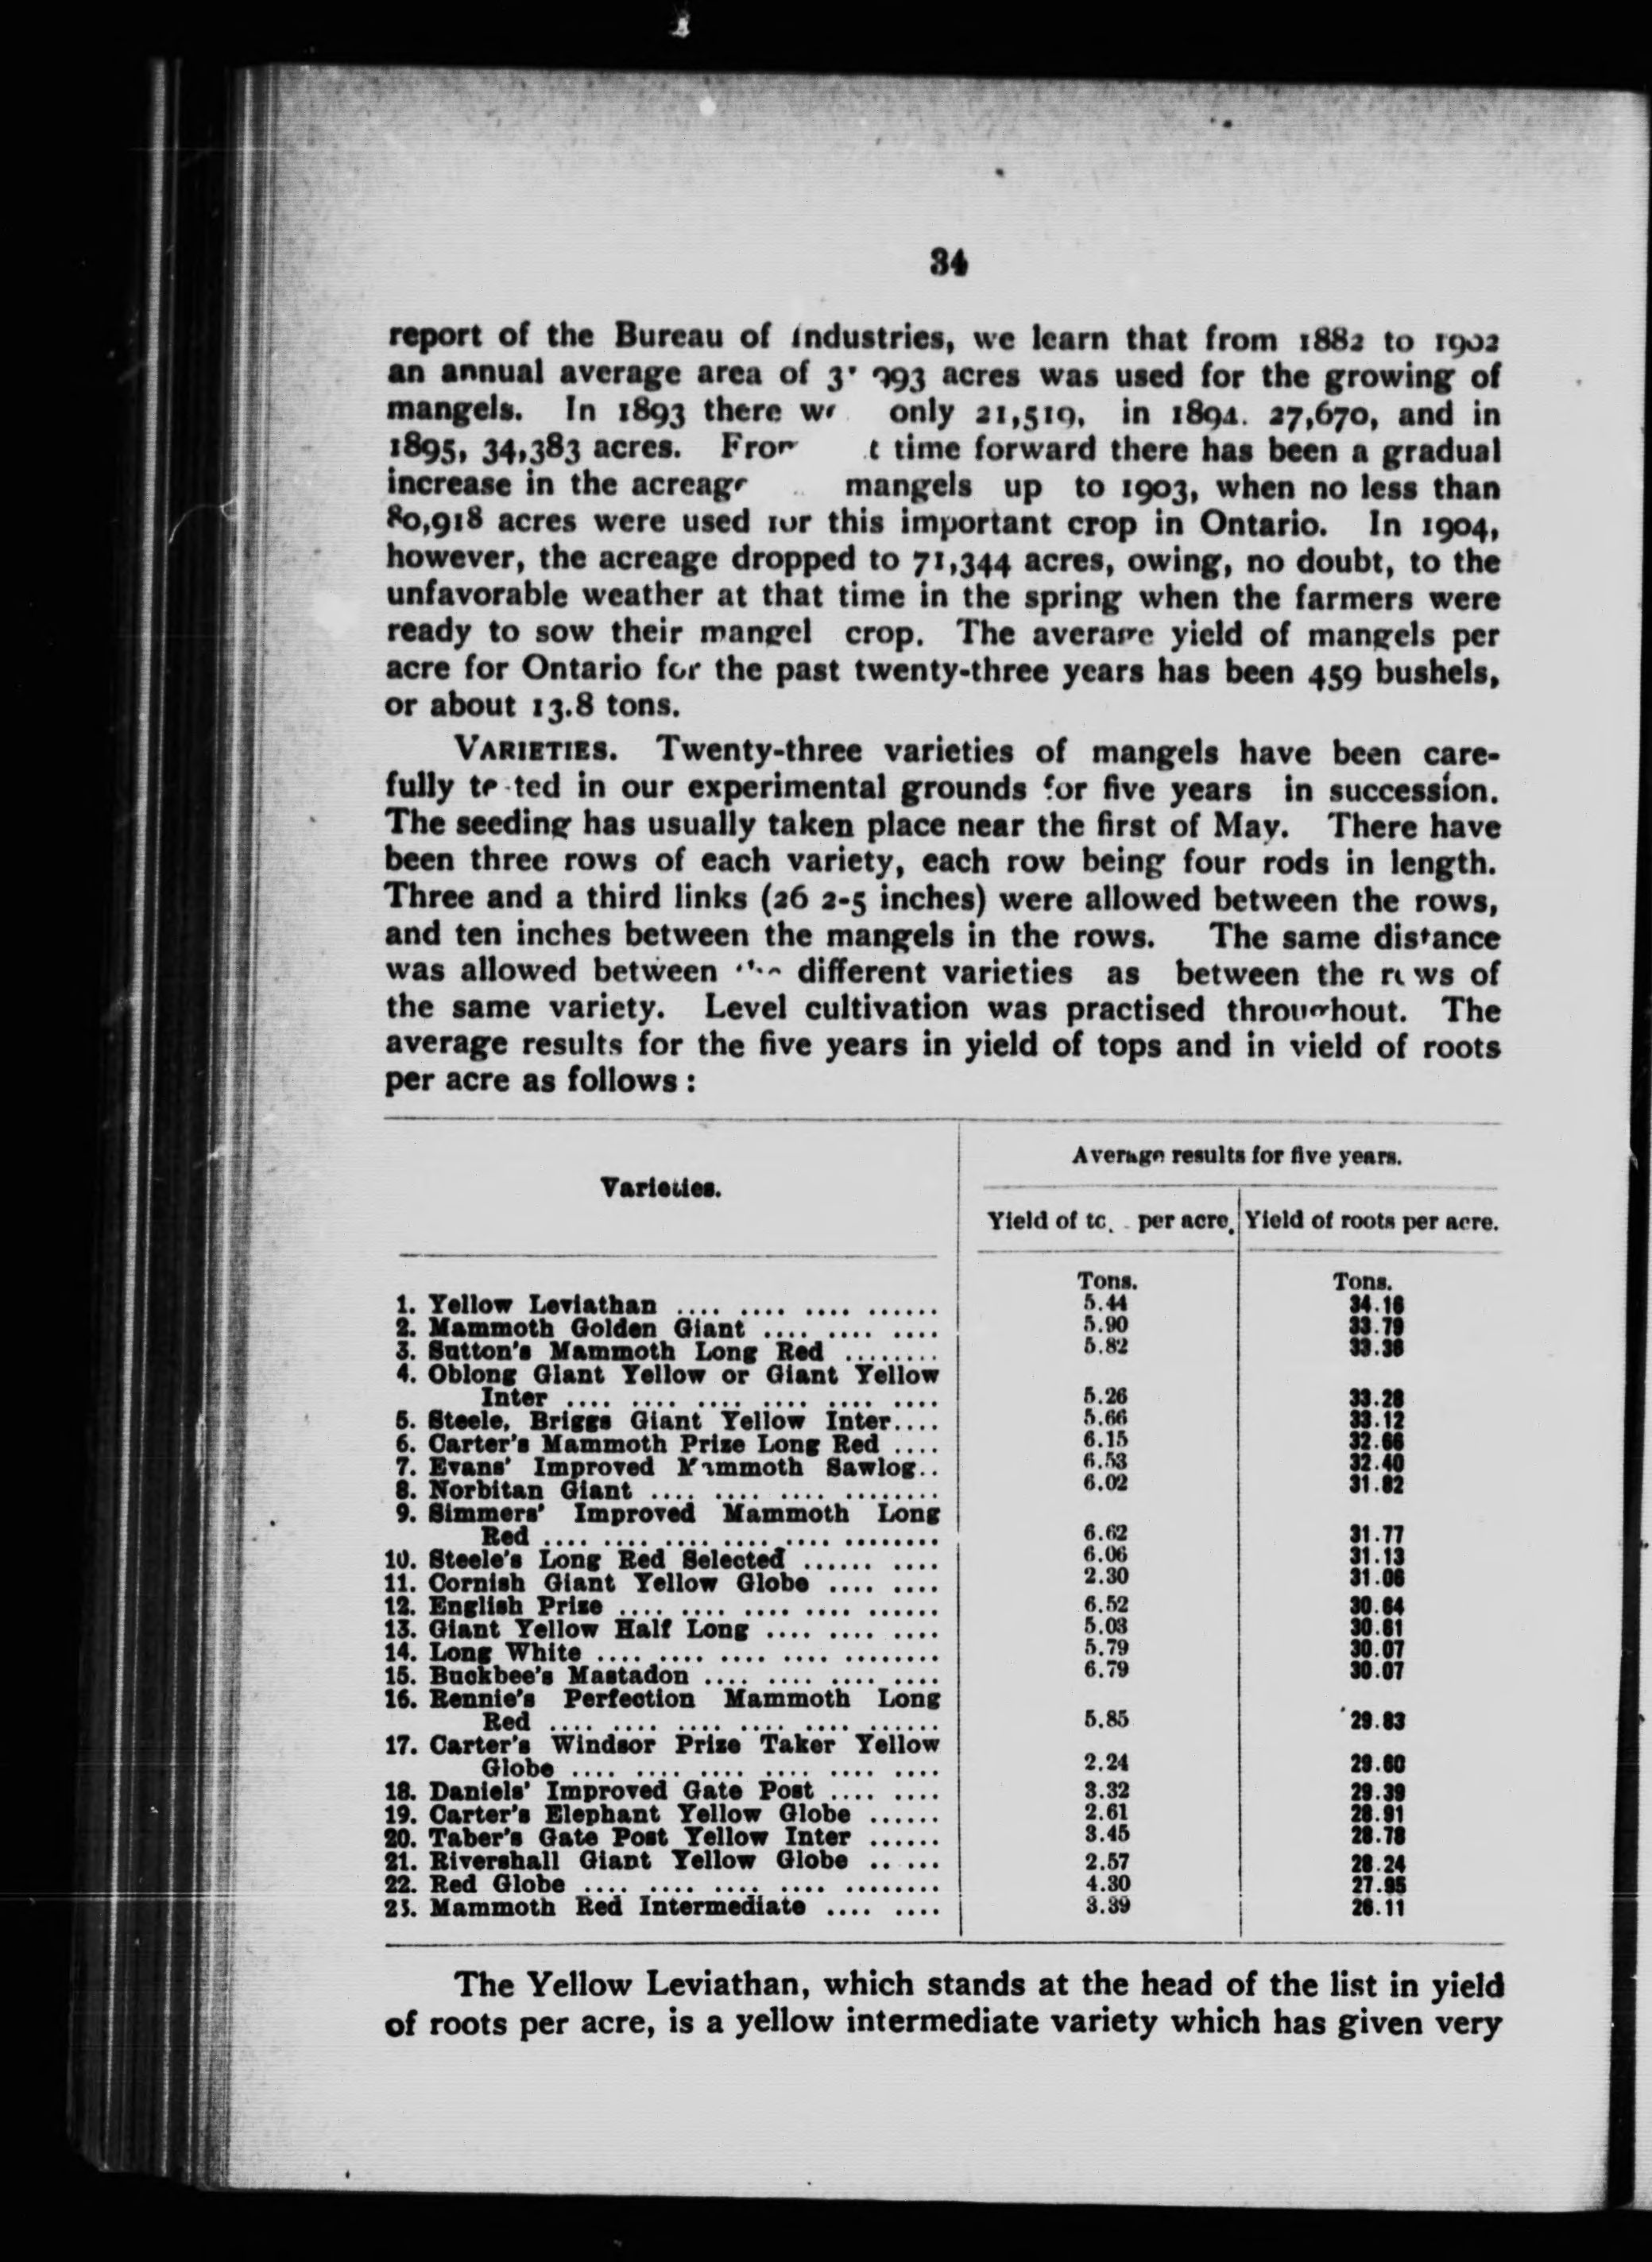 34
report of the Bureau of Industries, we learn that from 1882 to 1902
an annual average area of acres was used for the growing of
mangels. In 1893 there only 21,519, in 1894. 27,670, and in
1895, 34,383 acres. time forward there has been a gradual
increase in the acreage mangels up to 1903, when no less than
80,918 acres were used for this important crop in Ontario. In 1904,
however, the acreage dropped to 71,344 acres, owing, no doubt, to the
unfavorable weather at that time in the spring when the farmers were
ready to sow their mangel crop. The average yield of mangels per
acre for Ontario for the past twenty-three years has been 459 bushels,
or about 13.8 tons.
VARIETIES. Twenty-three varieties of mangels have been care-
fully tested in our experimental grounds for five years in succession.
The seeding has usually taken place near the first of May. There have
been three rows of each variety, each row being four rods in length.
Three and a third links (26 2-5 inches) were allowed between the rows,
and ten inches between the mangels in the rows. The same distance
was allowed between the different varieties as between the rows of
the same variety. Level cultivation was practised throughout. The
average results for the five years in yield of tops and in yield of roots
per acre as follows:
Varieties.
Average results for five years.
Yield of per acre. Yield of roots per acre.
Tons. Tons.
1. Yellow Leviathan .... .... .... ...... 5.44 34.16
2. Mammoth Golden Giant .... .... .... 5.90 33.79
3. Sutton's Mammoth Long Red ........ 5.82 33.38
4. Oblong Giant Yellow or Giant Yellow
Inter .... .... .... .... .... .... 5.26 33.28
5. Steele, Briggs Giant Yellow Inter.... 5.66 33.12
6. Carter's Mammoth Prize Long Red .... 6.15 32.66
7. Evans' Improved Mammoth Sawlog.. 6.53 32.40
8. Norbitan Giant .... .... .... ........ 6.02 31.82
9. Simmers' Improved Mammoth Long
Red .... .... .... .... .... ........ 6.62 31.77
10. Steele's Long Red Selected ...... .... 6.06 31.13
11. Cornish Giant Yellow Globe .... .... 2.30 31.06
12. English Prize .... .... .... .... ...... 6.52 30.64
13. Giant Yellow Half Long .... .... .... 5.03 30.61
14. Long White .... .... .... .... ........ 5.79 30.07
15. Buckbee's Mastadon .... .... .... .... 6.79 30.07
16. Rennie's Perfection Mammoth Long
Red .... .... .... .... .... ...... 5.85 29.83
17. Carter's Windsor Prize Taker Yellow
Globe .... .... .... .... .... .... 2.24 29.60
18. Daniels' Improved Gate Post .... .... 3.32 29.39
19. Carter's Elephant Yellow Globe ...... 2.61 28.91
20. Taber's Gate Post Yellow Inter ...... 3.45 28.78
21. Rivershall Giant Yellow Globe ..... 2.57 28.24
22. Red Globe .... .... .... .... ........ 4.30 27.95
23. Mammoth Red Intermediate .... .... 3.39 26.11
The Yellow Leviathan, which stands at the head of the list in yield
of roots per acre, is a yellow intermediate variety which has given very